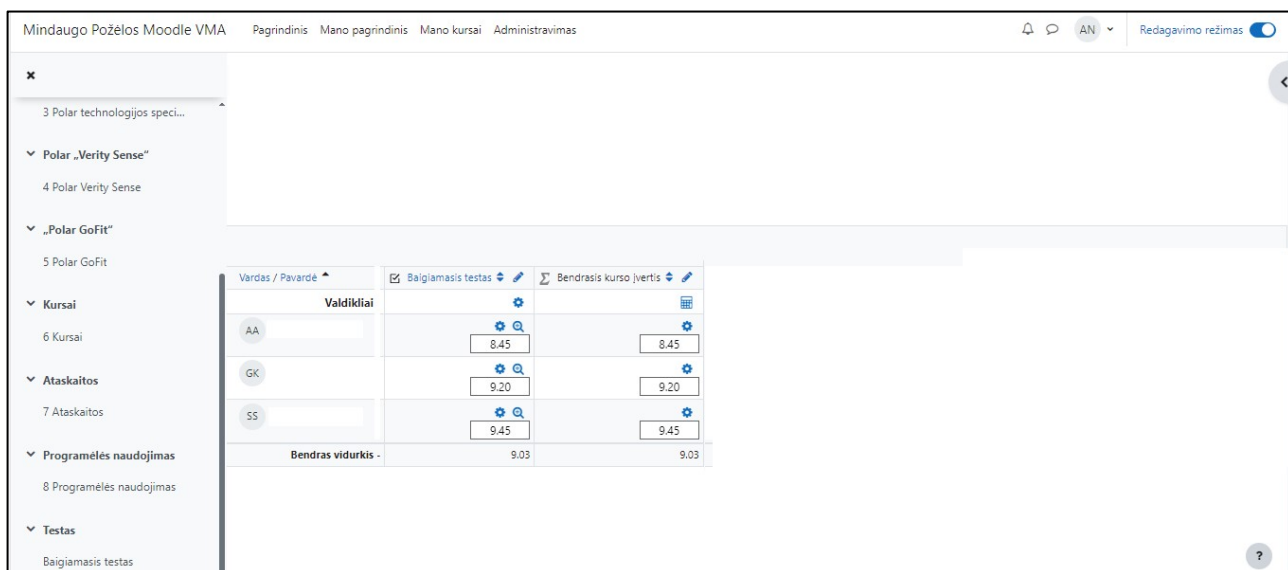 Mindaugo Požėlos Moodle VMA Pagrindinis Mano pagrindinis Mano kursai Administravimas AN Redagavimo režimas
3 Polar technologijos speci...
Polar „Verity Sense“
4 Polar Verity Sense
„Polar GoFit“
5 Polar GoFit
Kursai
6 Kursai
Ataskaitos
7 Ataskaitos
Programėlės naudojimas
8 Programėlės naudojimas
Testas
Baigiamasis testas
Vardas / Pavardė Baigiamasis testas Bendrasis kurso įvertis
Valdikliai
AA 8.45 8.45
GK 9.20 9.20
SS 9.45 9.45
Bendras vidurkis - 9.03 9.03
?